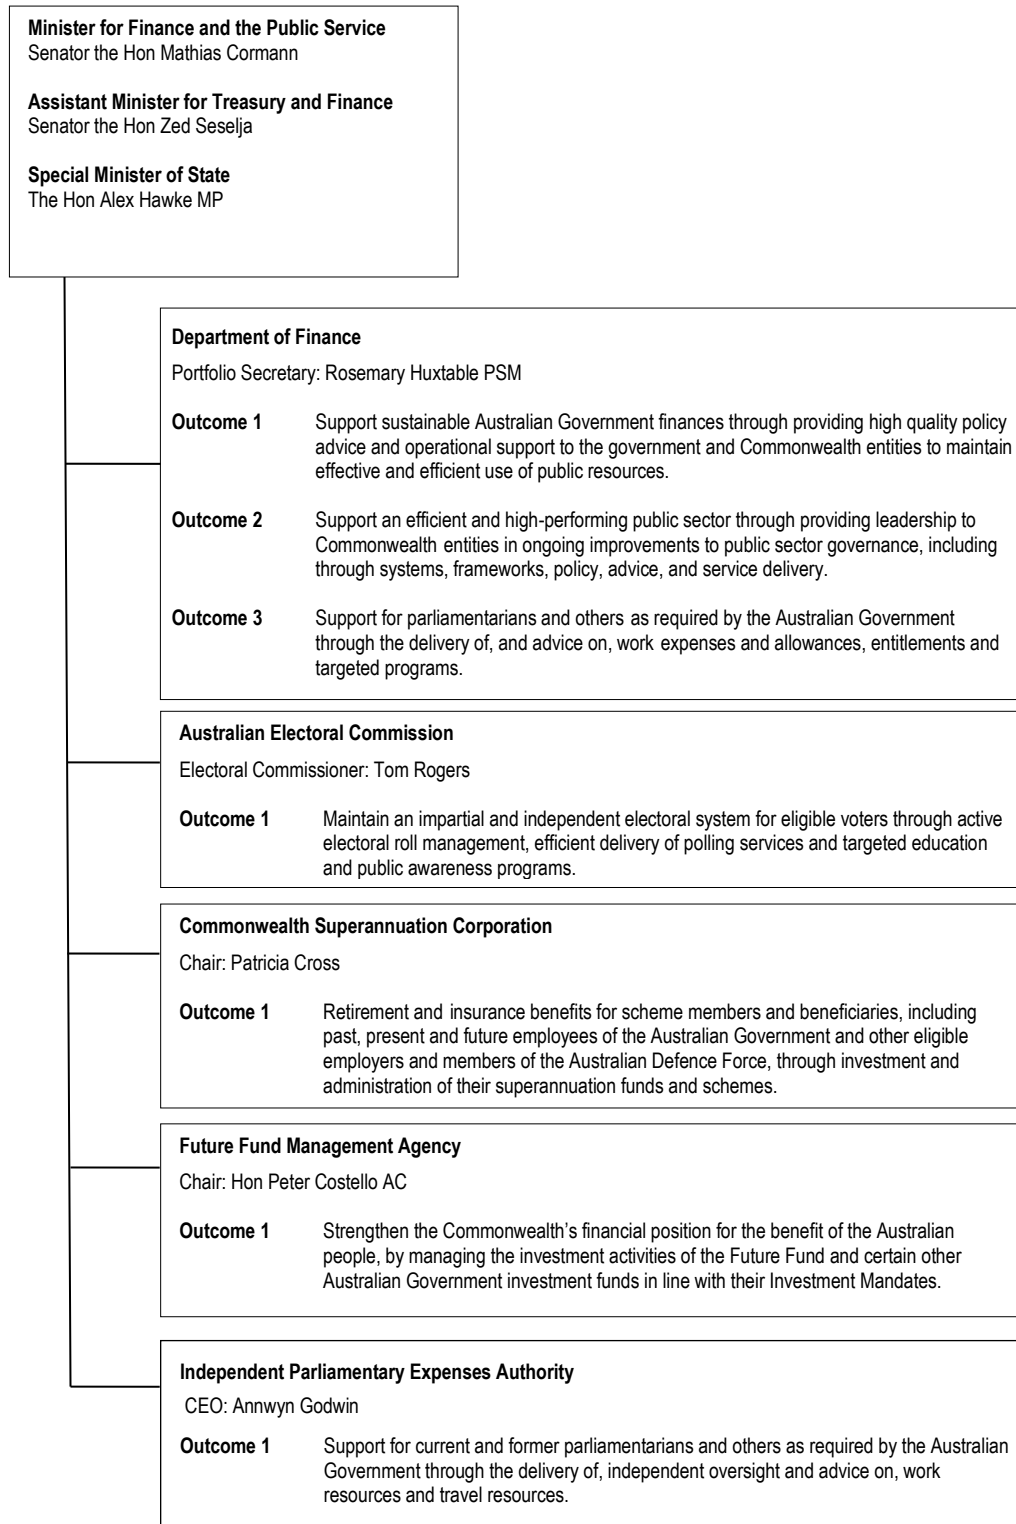 Minister for Finance and the Public Service
Senator the Hon Mathias Cormann
Assistant Minister for Treasury and Finance
Senator the Hon Zed Seselja
Special Minister of State
The Hon Alex Hawke MP
Department of Finance
Portfolio Secretary: Rosemary Huxtable PSM
Outcome 1 Support sustainable Australian Government finances through providing high quality policy
advice and operational support to the government and Commonwealth entities to maintain
effective and efficient use of public resources.
Outcome 2 Support an efficient and high-performing public sector through providing leadership to
Commonwealth entities in ongoing improvements to public sector governance, including
through systems, frameworks, policy, advice, and service delivery.
Outcome 3 Support for parliamentarians and others as required by the Australian Government
through the delivery of, and advice on, work expenses and allowances, entitlements and
targeted programs.
Australian Electoral Commission
Electoral Commissioner: Tom Rogers
Outcome 1 Maintain an impartial and independent electoral system for eligible voters through active
electoral roll management, efficient delivery of polling services and targeted education
and public awareness programs.
Commonwealth Superannuation Corporation
Chair: Patricia Cross
Outcome 1 Retirement and insurance benefits for scheme members and beneficiaries, including
past, present and future employees of the Australian Government and other eligible
employers and members of the Australian Defence Force, through investment and
administration of their superannuation funds and schemes.
Future Fund Management Agency
Chair: Hon Peter Costello AC
Outcome 1 Strengthen the Commonwealth’s financial position for the benefit of the Australian
people, by managing the investment activities of the Future Fund and certain other
Australian Government investment funds in line with their Investment Mandates.
Independent Parliamentary Expenses Authority
CEO: Annwyn Godwin
Outcome 1 Support for current and former parliamentarians and others as required by the Australian
Government through the delivery of, independent oversight and advice on, work
resources and travel resources.